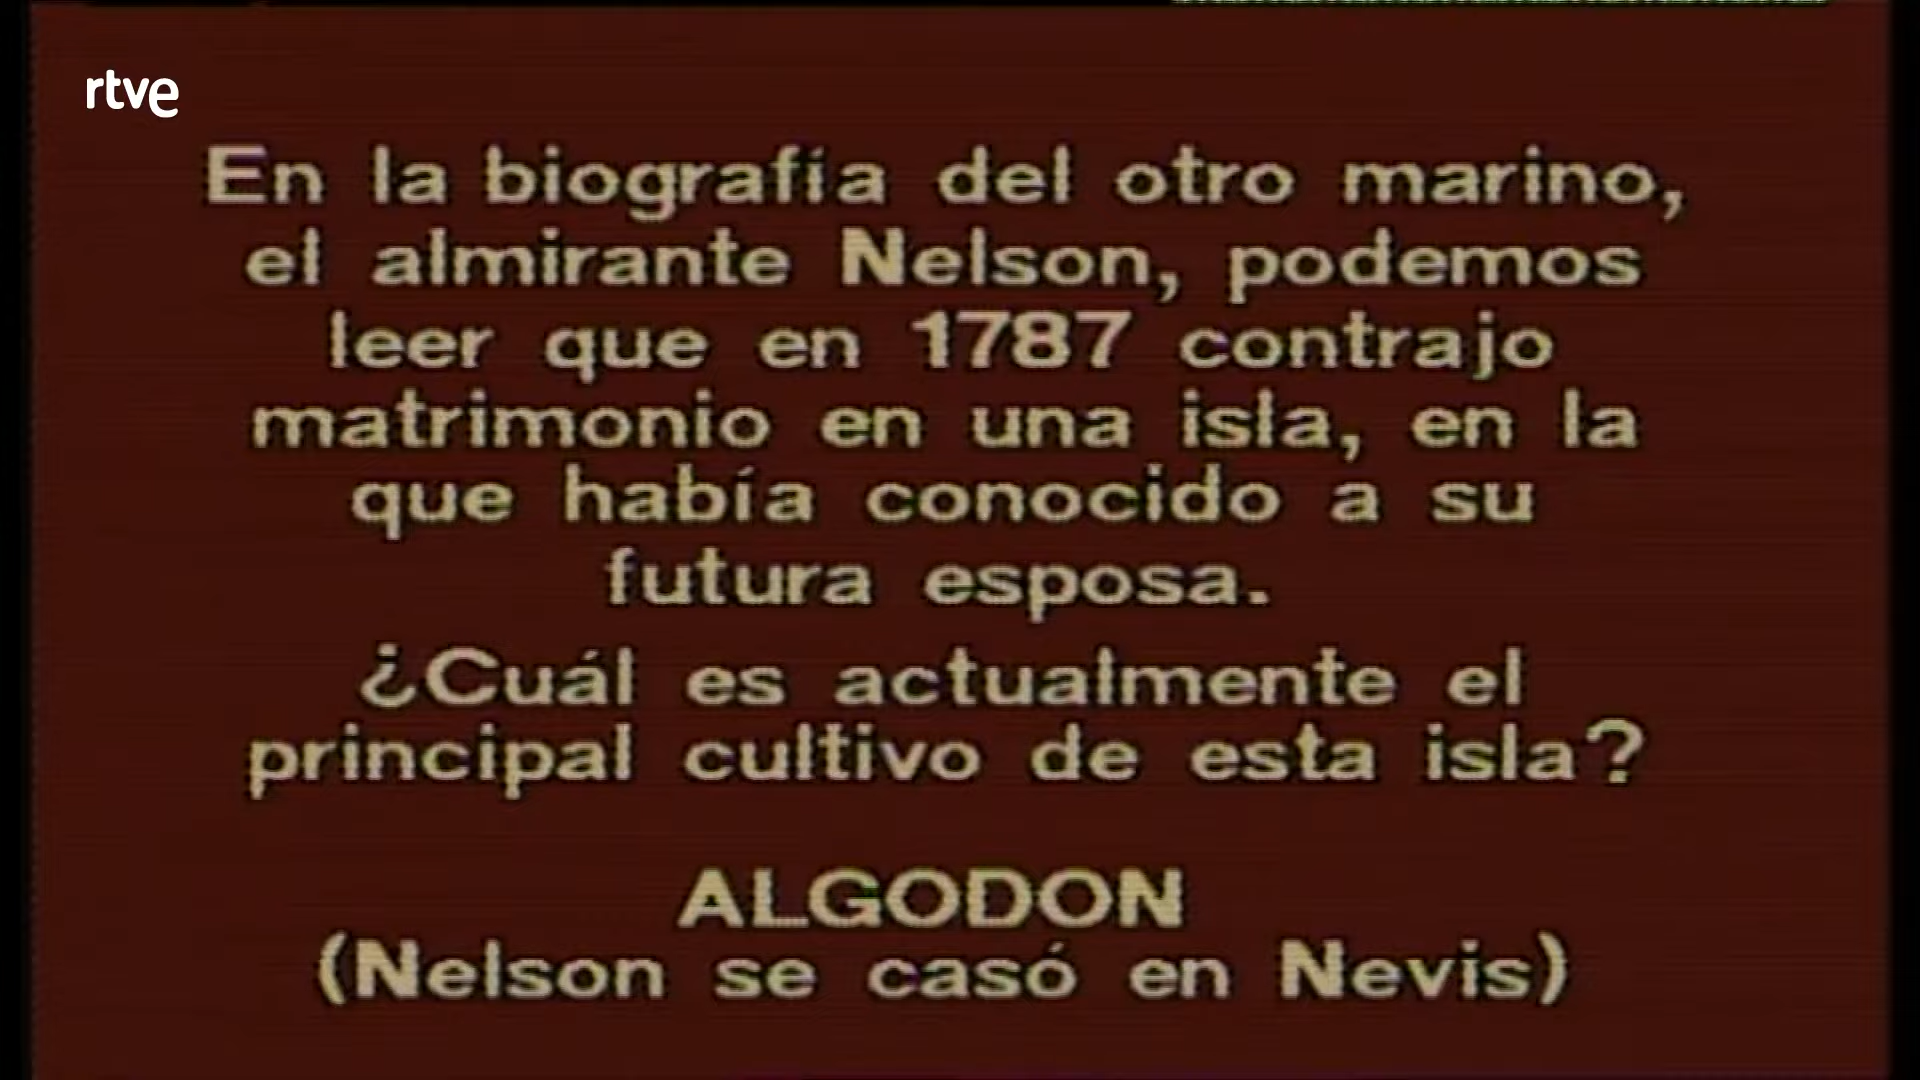 rtve
En la biografía del otro marino,
el almirante Nelson, podemos
leer que en 1787 contrajo
matrimonio en una isla, en la
que había conocido a su
futura esposa.
¿Cuál es actualmente el
principal cultivo de esta isla?
ALGODON
(Nelson se casó en Nevis)